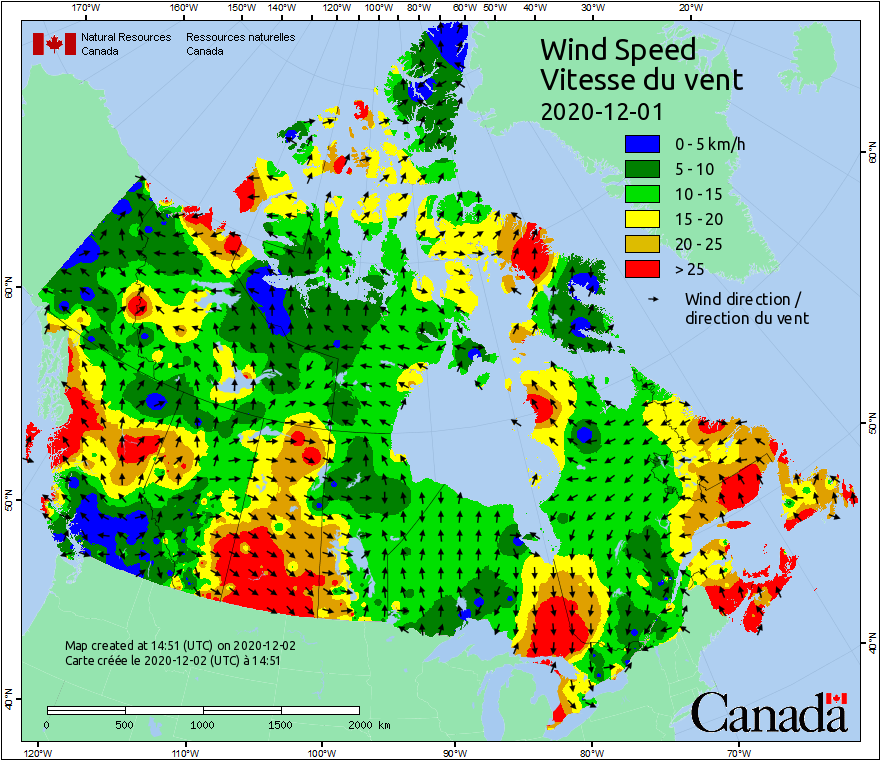 170°W 160°W 150°W 140°W 120°W 100°W 80°W 60°W 50°W 40°W 30°W 20°W
Natural Resources Canada
Ressources naturelles Canada
Wind Speed
Vitesse du vent
2020-12-01
0 - 5 km/h
5 - 10
10 - 15
15 - 20
20 - 25
> 25
Wind direction /
direction du vent
60°N
50°N
40°N
60°N
50°N
40°N
Map created at 14:51 (UTC) on 2020-12-02
Carte créée le 2020-12-02 (UTC) à 14:51
0 500 1000 1500 2000 km
Canada
120°W 110°W 100°W 90°W 80°W 70°W